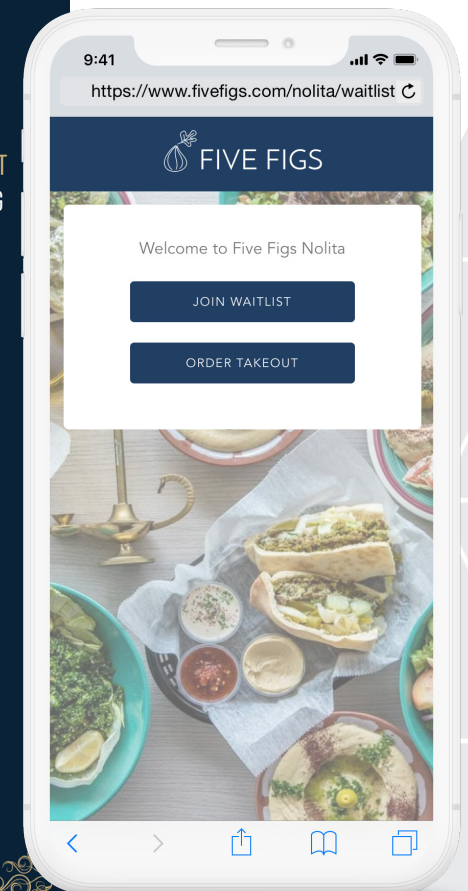 9:41
https://www.fivefigs.com/nolita/waitlist
FIVE FIGS
Welcome to Five Figs Nolita
JOIN WAITLIST
ORDER TAKEOUT